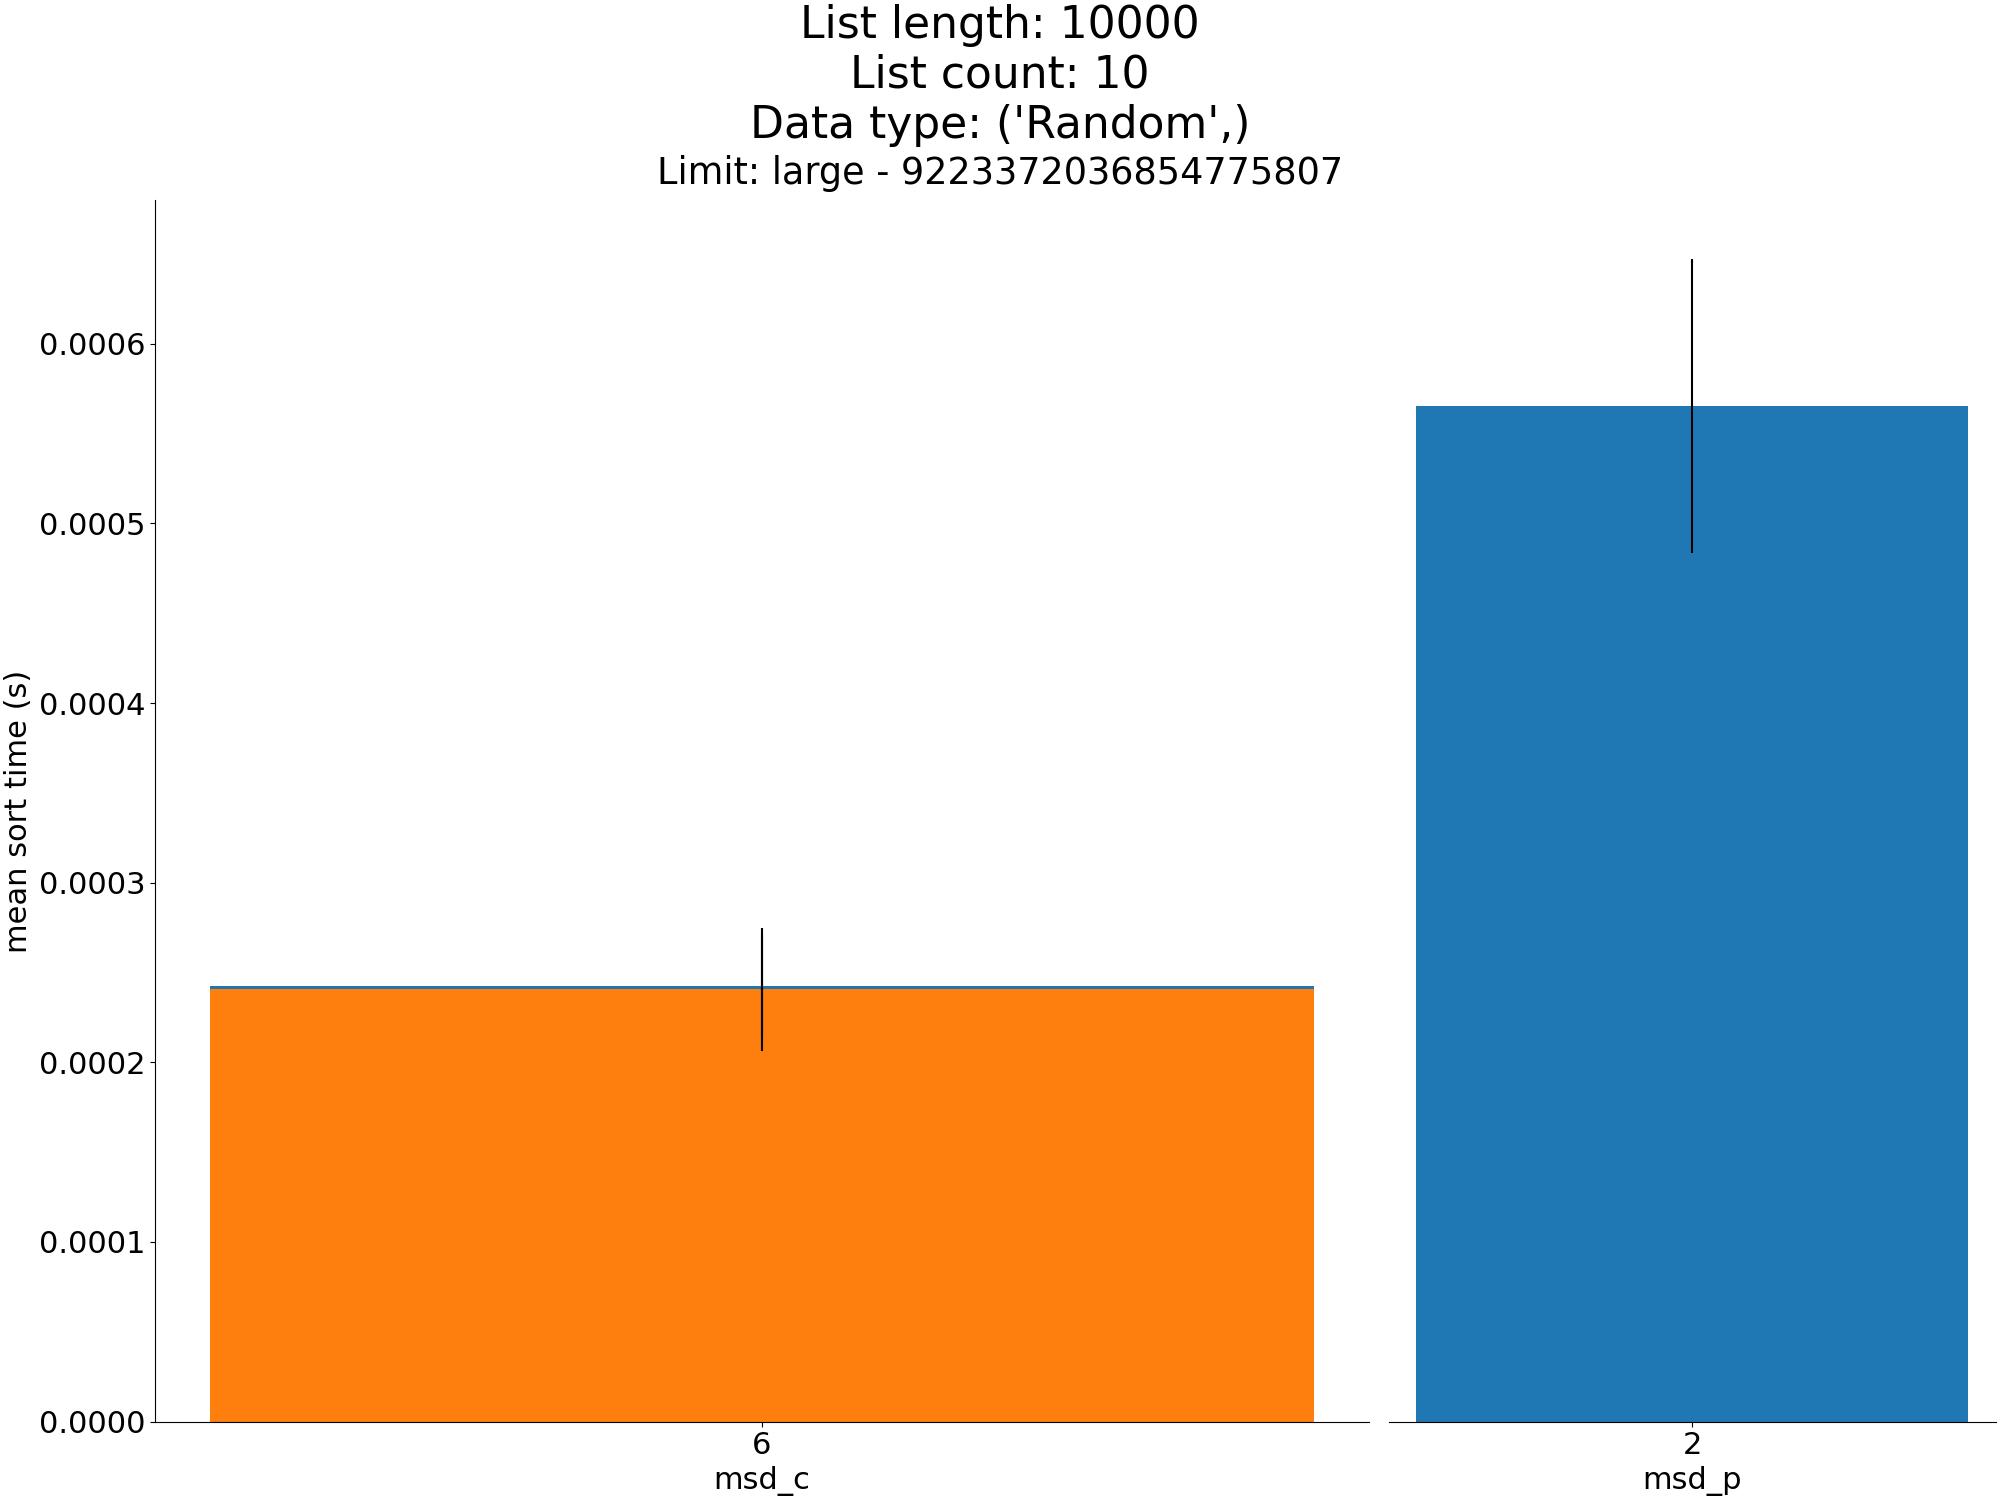 List length: 10000
List count: 10
Data type: ('Random',)
Limit: large - 9223372036854775807
mean sort time (s)
0.0006
0.0005
0.0004
0.0003
0.0002
0.0001
0.0000
6
msd_c
2
msd_p